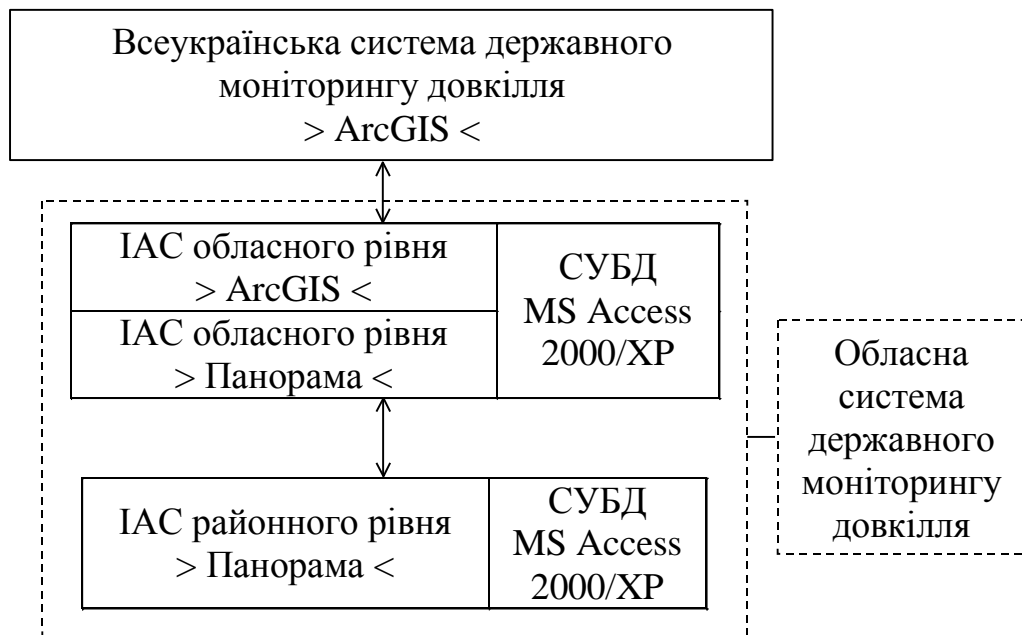 Всеукраїнська система державного
моніторингу довкілля
> ArcGIS <
ІАС обласного рівня
> ArcGIS <
ІАС обласного рівня
> Панорама <
СУБД
MS Access
2000/XP
ІАС районного рівня
> Панорама <
СУБД
MS Access
2000/XP
Обласна
система
державного
моніторингу
довкілля